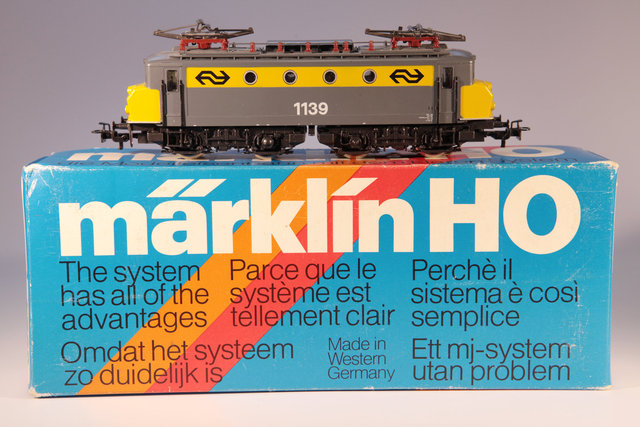 1139
märklin HO
The system
has all of the
advantages
Parce que le
système est
tellement clair
Perchè il
sistema è così
semplice
Omdat het systeem
zo duidelijk is
Made in
Western
Germany
Ett mj-system
utan problem